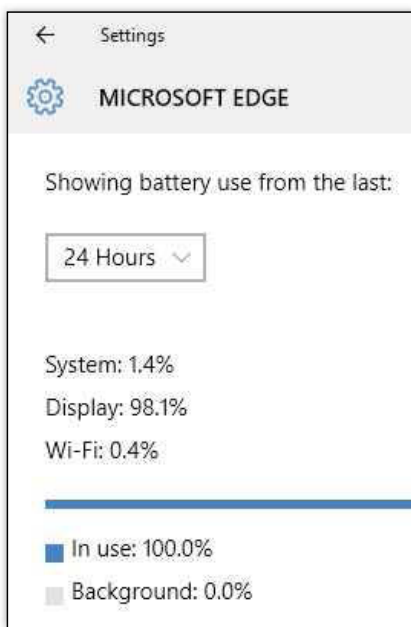 Settings
MICROSOFT EDGE
Showing battery use from the last:
24 Hours
System: 1.4%
Display: 98.1%
Wi-Fi: 0.4%
In use: 100.0%
Background: 0.0%